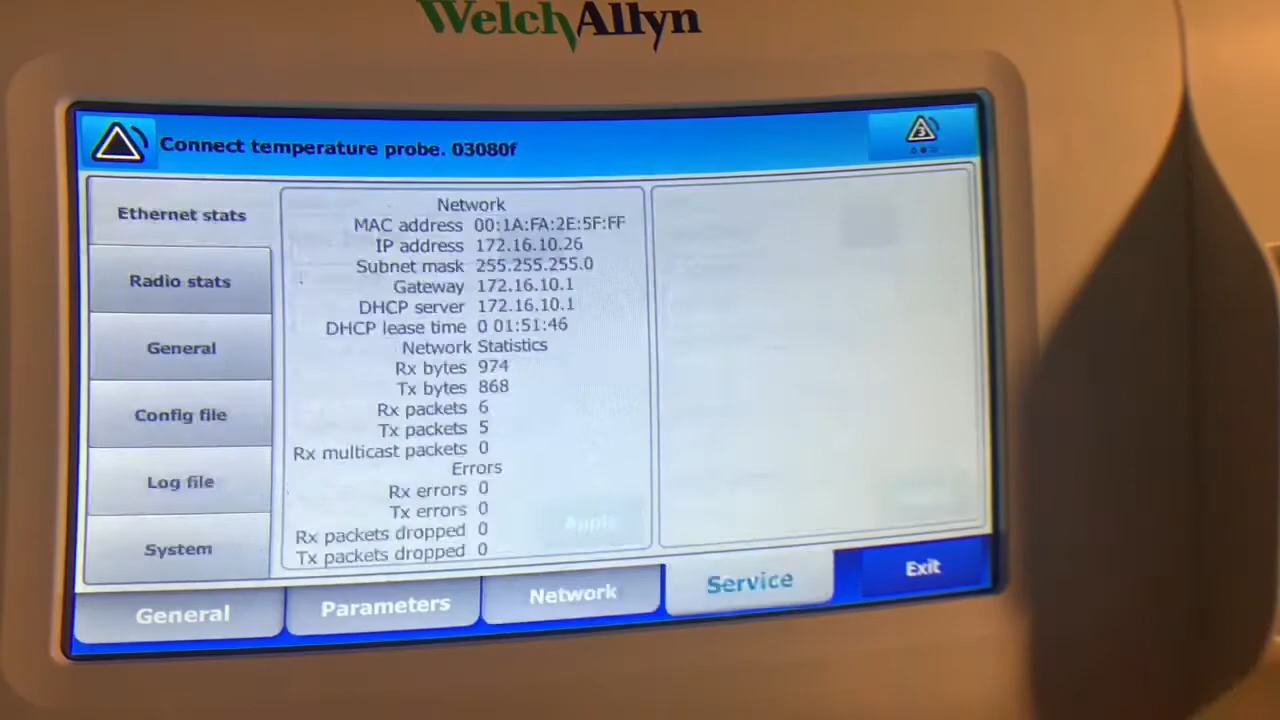 WelchAllyn
Connect temperature probe. 03080f
3
Ethernet stats
Radio stats
General
Config file
Log file
System
Network
MAC address 00:1A:FA:2E:5F:FF
IP address 172.16.10.26
Subnet mask 255.255.255.0
Gateway 172.16.10.1
DHCP server 172.16.10.1
DHCP lease time 0 01:51:46
Network Statistics
Rx bytes 974
Tx bytes 868
Rx packets 6
Tx packets 5
Rx multicast packets 0
Errors
Rx errors 0
Tx errors 0
Rx packets dropped 0
Tx packets dropped 0
Apply
General
Parameters
Network
Service
Exit